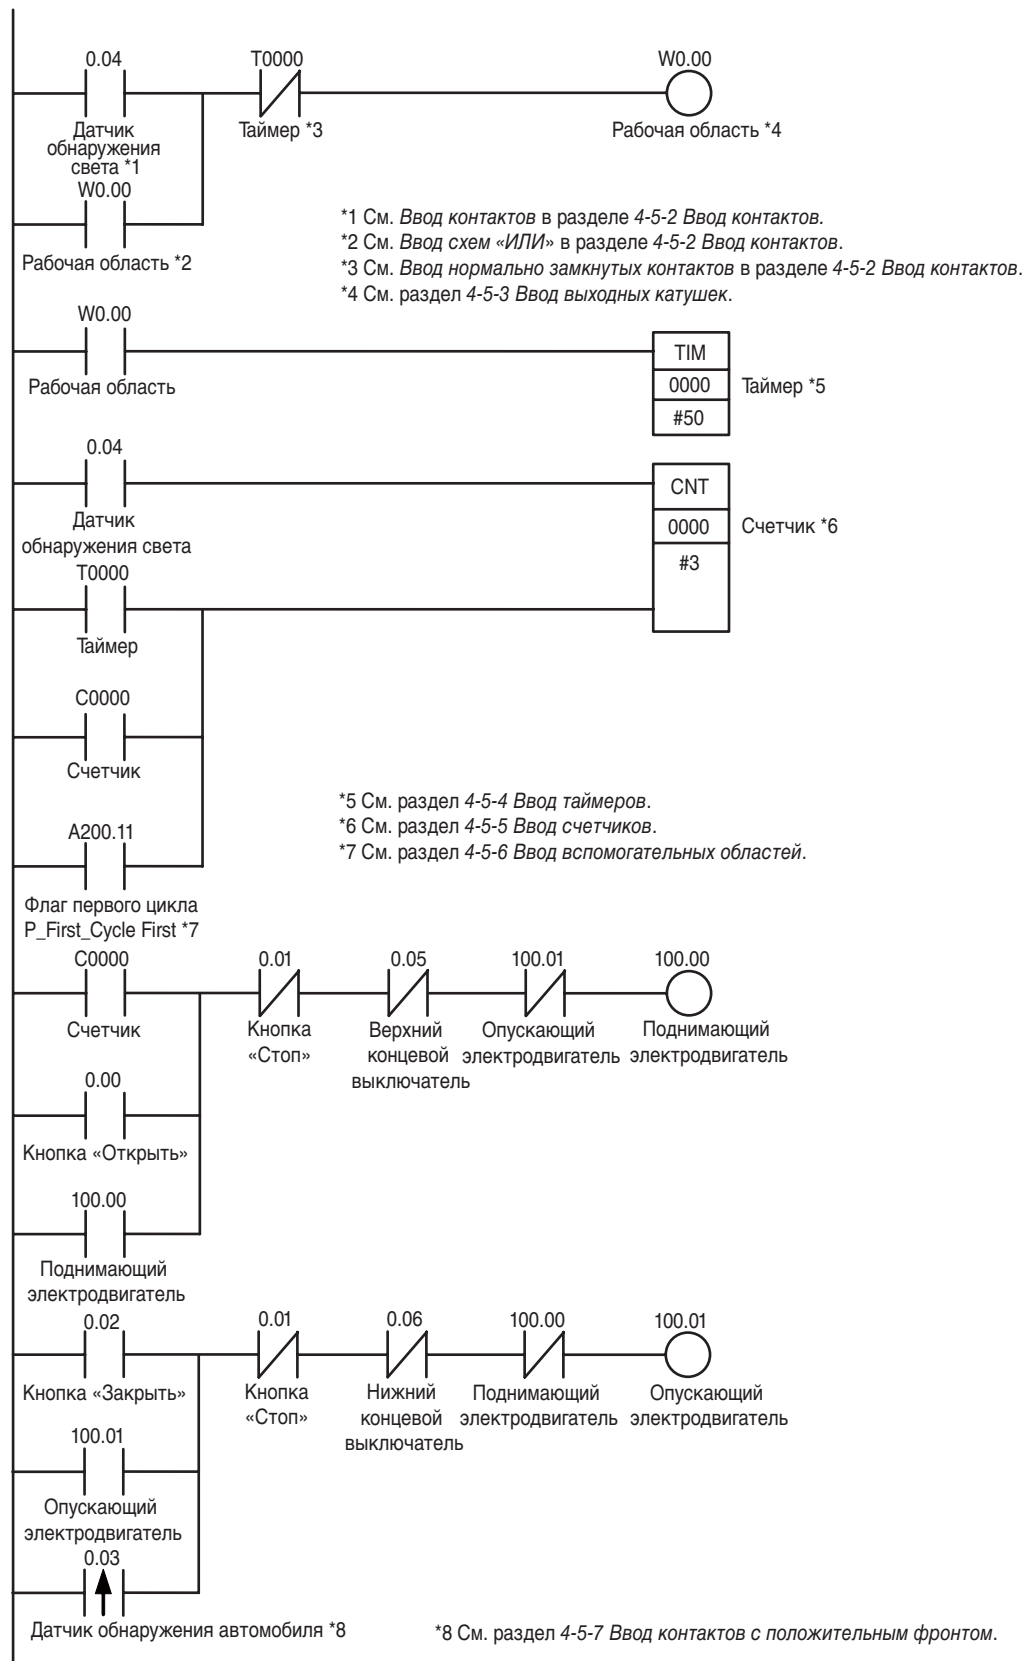 0.04 T0000 W0.00
Датчик обнаружения света *1
Таймер *3
Рабочая область *4
W0.00
Рабочая область *2
*1 См. Ввод контактов в разделе 4-5-2 Ввод контактов.
*2 См. Ввод схем «ИЛИ» в разделе 4-5-2 Ввод контактов.
*3 См. Ввод нормально замкнутых контактов в разделе 4-5-2 Ввод контактов.
*4 См. раздел 4-5-3 Ввод выходных катушек.
W0.00
Рабочая область
TIM
0000
#50
Таймер *5
0.04
Датчик
обнаружения света
CNT
0000
#3
Счетчик *6
T0000
Таймер
C0000
Счетчик
*5 См. раздел 4-5-4 Ввод таймеров.
*6 См. раздел 4-5-5 Ввод счетчиков.
*7 См. раздел 4-5-6 Ввод вспомогательных областей.
A200.11
Флаг первого цикла
P_First_Cycle First *7
C0000 0.01 0.05 100.01 100.00
Счетчик
Кнопка
«Стоп»
Верхний
концевой
выключатель
Опускающий
электродвигатель
Поднимающий
электродвигатель
0.00
Кнопка «Открыть»
100.00
Поднимающий
электродвигатель
0.02 0.01 0.06 100.00 100.01
Кнопка «Закрыть»
Кнопка
«Стоп»
Нижний
концевой
выключатель
Поднимающий
электродвигатель
Опускающий
электродвигатель
100.01
Опускающий
электродвигатель
0.03
Датчик обнаружения автомобиля *8
*8 См. раздел 4-5-7 Ввод контактов с положительным фронтом.